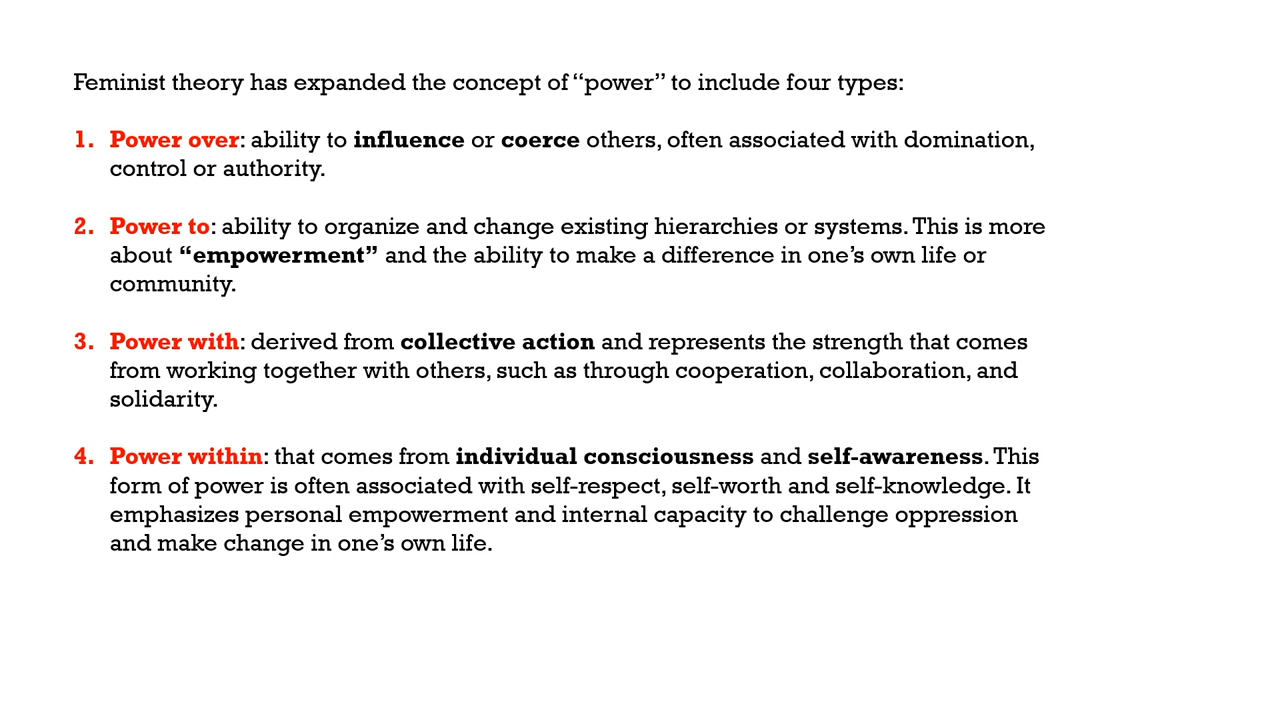 Feminist theory has expanded the concept of “power” to include four types:
1. Power over: ability to influence or coerce others, often associated with domination,
control or authority.
2. Power to: ability to organize and change existing hierarchies or systems. This is more
about “empowerment” and the ability to make a difference in one’s own life or
community.
3. Power with: derived from collective action and represents the strength that comes
from working together with others, such as through cooperation, collaboration, and
solidarity.
4. Power within: that comes from individual consciousness and self-awareness. This
form of power is often associated with self-respect, self-worth and self-knowledge. It
emphasizes personal empowerment and internal capacity to challenge oppression
and make change in one’s own life.